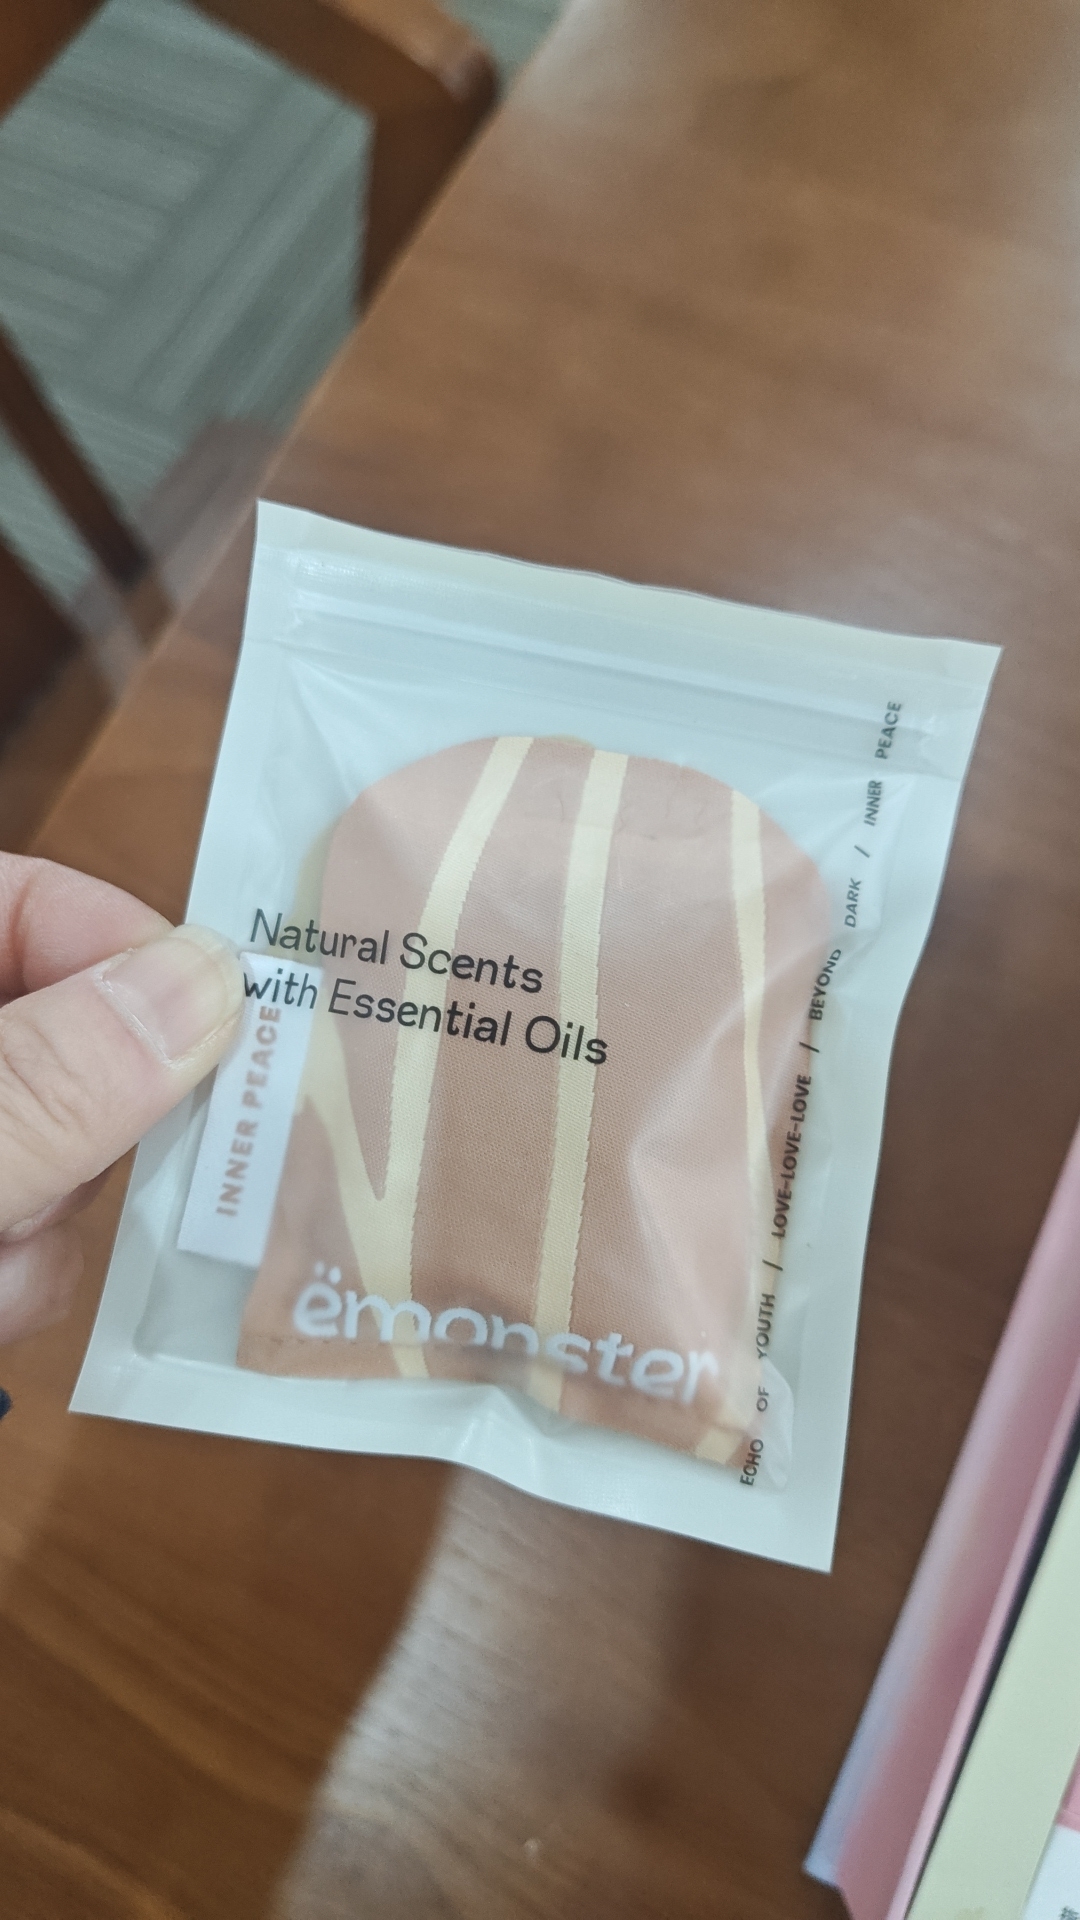 Natural Scents
with Essential Oils
INNER PEACE
ëmonster
ECHO OF YOUTH / LOVE-LOVE-LOVE / BEYOND DARK / INNER PEACE